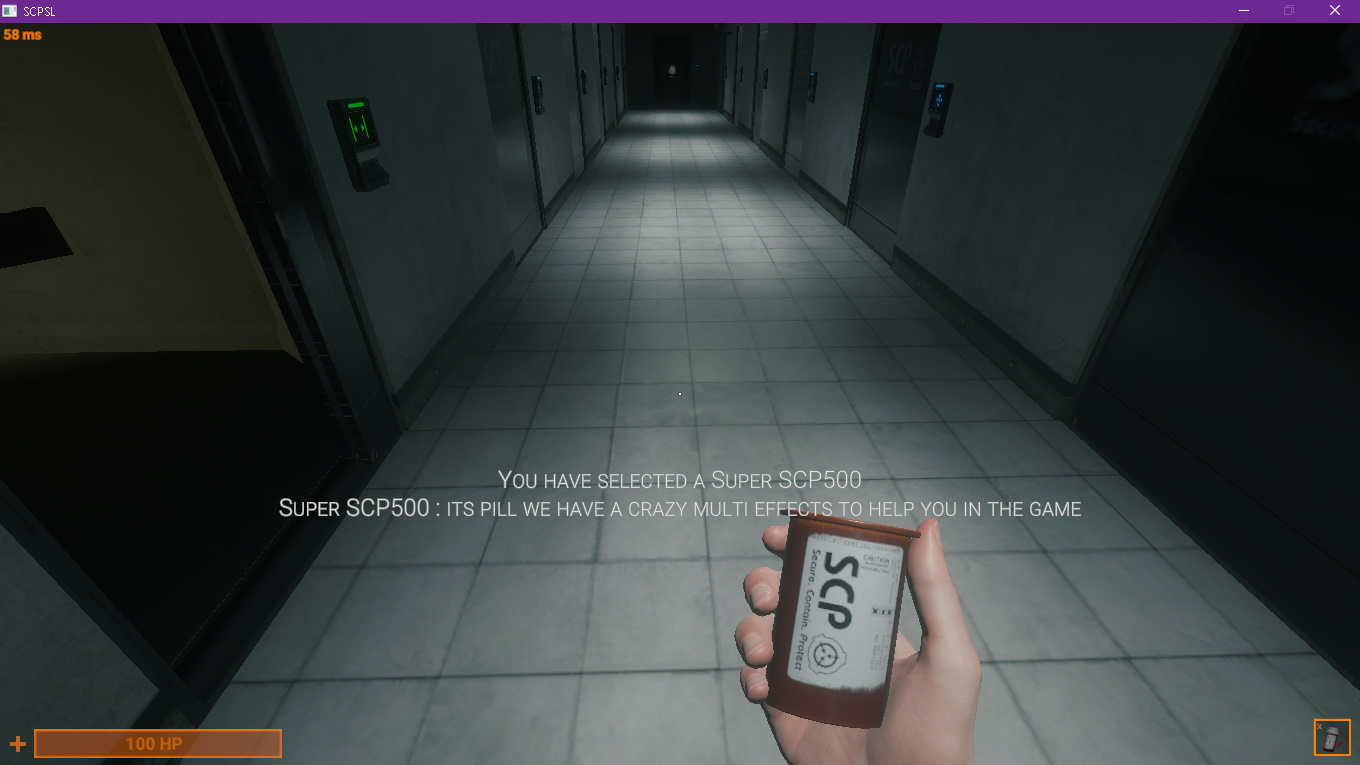 SCPSL
58 ms
You have selected a Super SCP500
Super SCP500 : its pill we have a crazy multi effects to help you in the game
CAUTION
SCP
Secure. Contain. Protect
XXX
100 HP
x